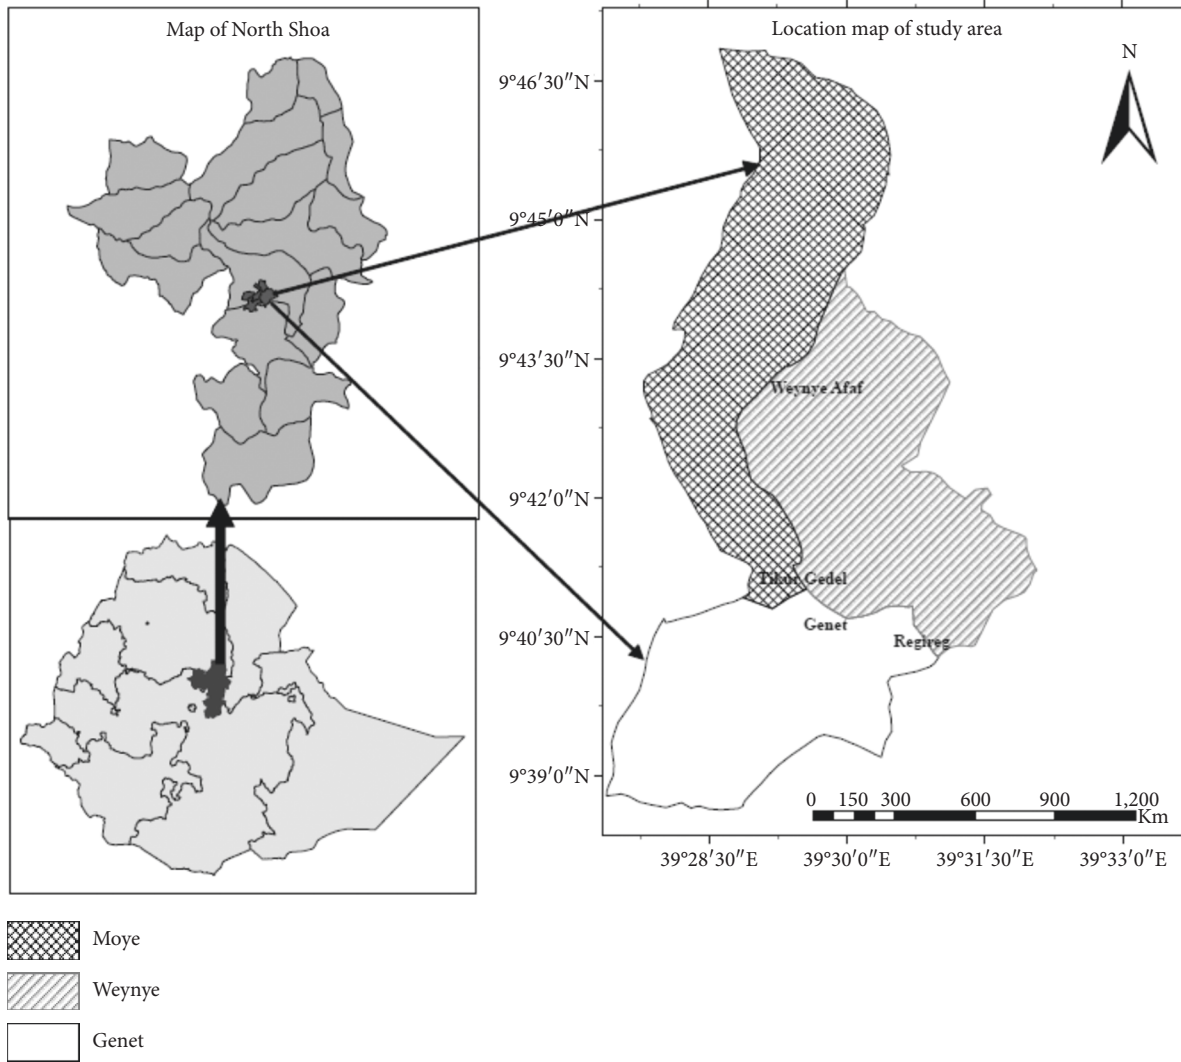 Map of North Shoa
Location map of study area
N
9°46′30″N
9°45′0″N
9°43′30″N
9°42′0″N
9°40′30″N
9°39′0″N
Weynye Afaf
Tikur Gedel
Genet
Regireg
0 150 300 600 900 1,200
Km
39°28′30″E 39°30′0″E 39°31′30″E 39°33′0″E
Moye
Weynye
Genet